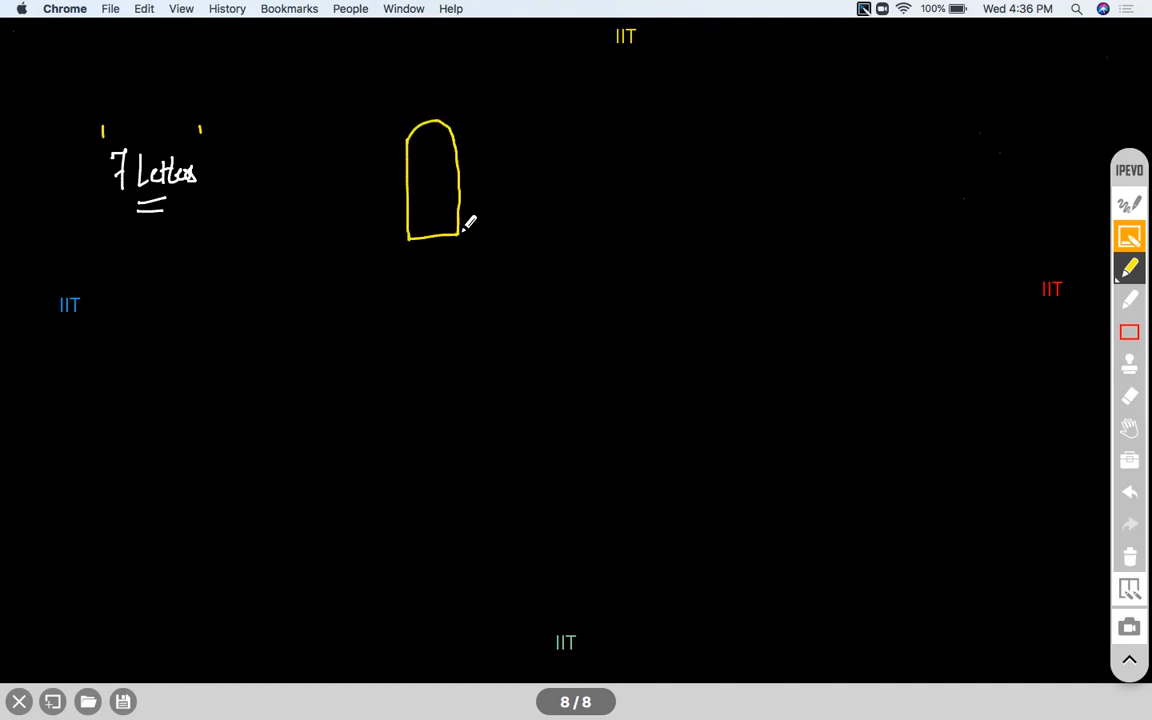 Chrome File Edit View History Bookmarks People Window Help 100% Wed 4:36 PM
IIT
7 Letters
IPEVO
IIT
IIT
IIT
8 / 8